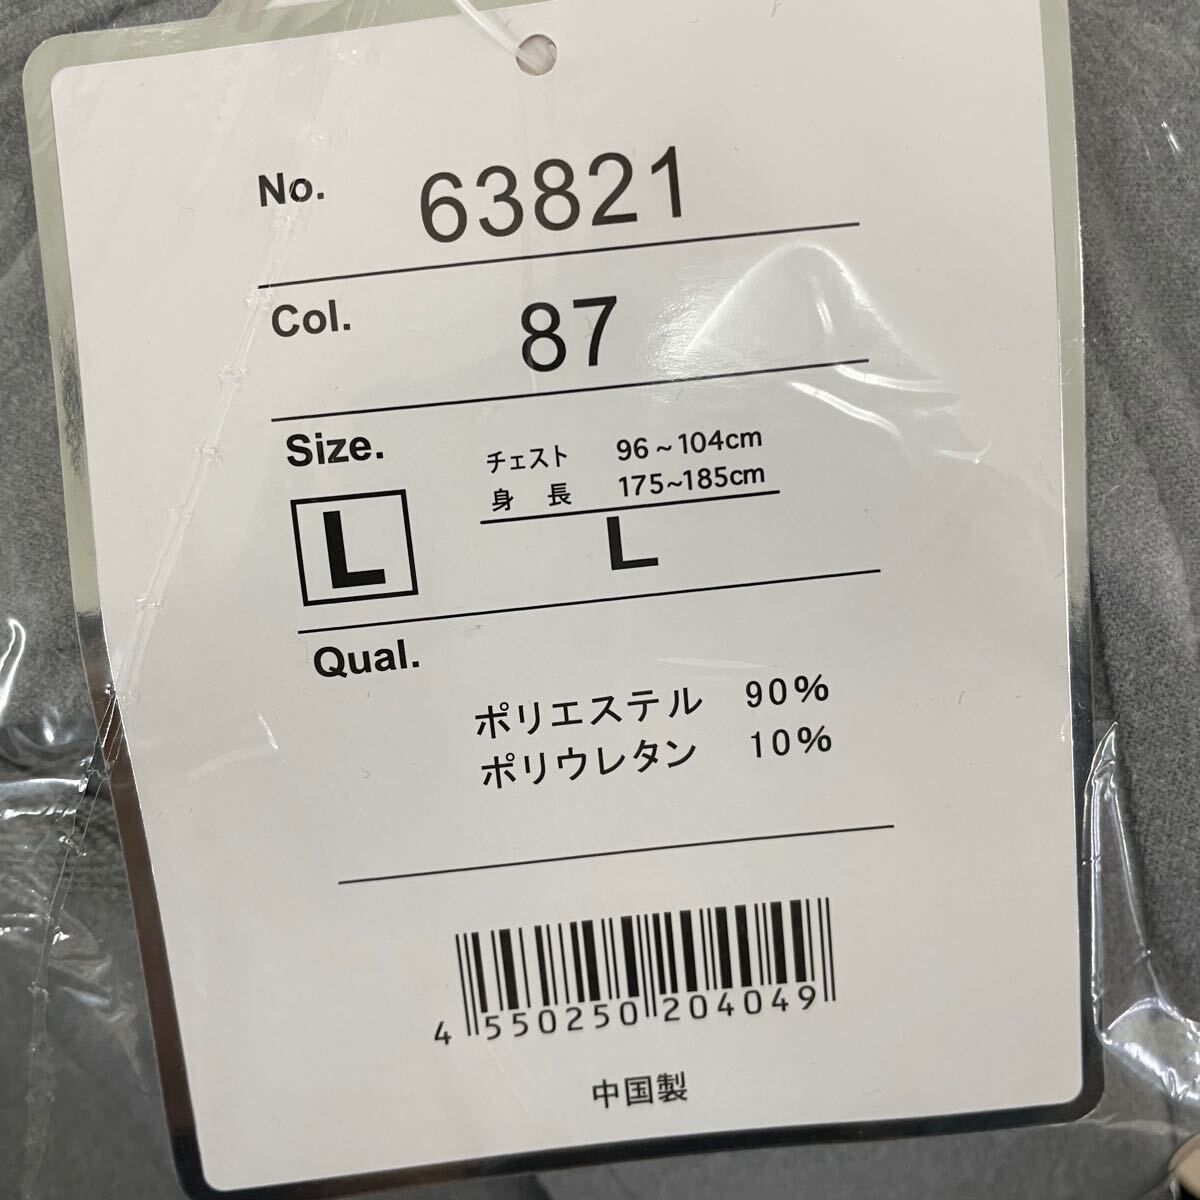 No. 63821
Col. 87
Size. チェスト 96～104cm
身長 175~185cm
L L
Qual.
ポリエステル 90%
ポリウレタン 10%
4 550250 204049
中国製